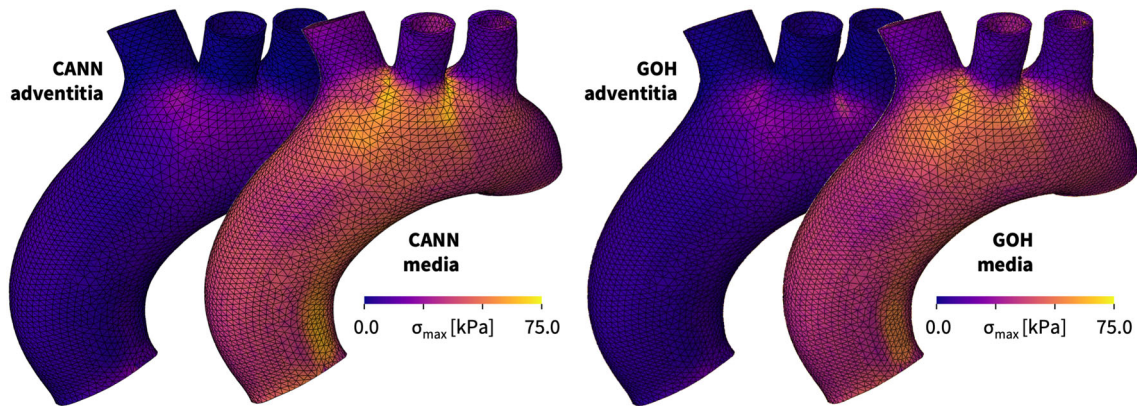 CANN
adventitia
CANN
media
0.0 σmax [kPa] 75.0
GOH
adventitia
GOH
media
0.0 σmax [kPa] 75.0